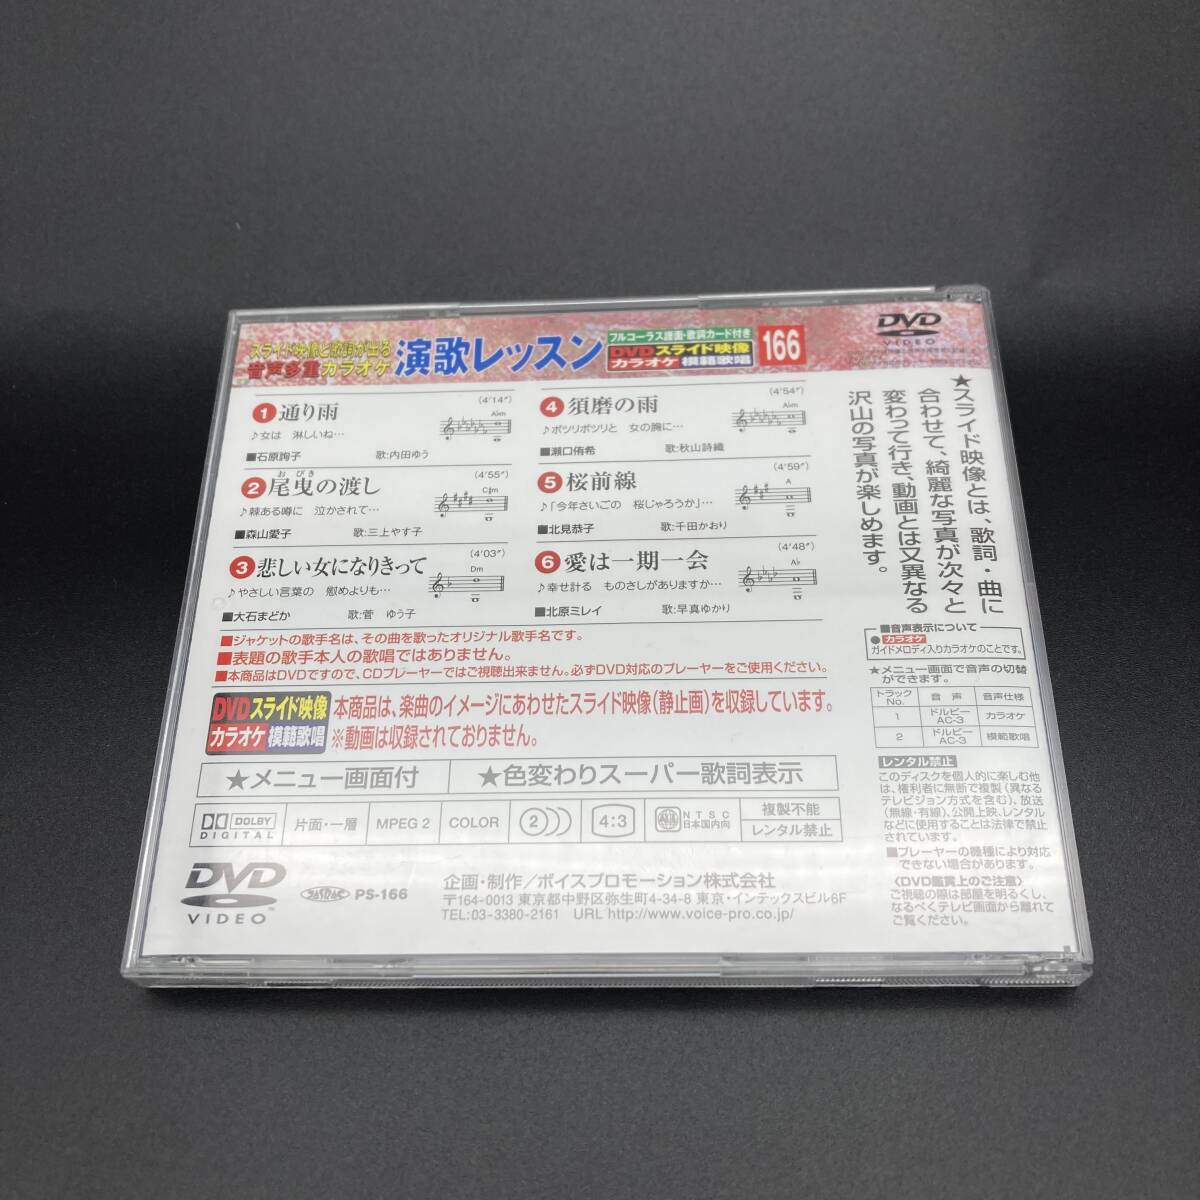 スライド映像と歌詞が出る
音声多重カラオケ
演歌レッスン
フルコーラス譜面・歌詞カード付き
DVDスライド映像
カラオケ 模範歌唱
166
DVD
VIDEO
1 通り雨
(4'14")
Abm
♪女は 淋しいね…
■石原詢子 歌:内田ゆう
おびき
2 尾曳の渡し
(4'55")
C#m
♪棘ある噂に 泣かされて…
■森山愛子 歌:三上やす子
3 悲しい女になりきって
(4'03")
Dm
♪やさしい言葉の 慰めよりも…
■大石まどか 歌:菅 ゆう子
4 須磨の雨
(4'54")
Abm
♪ポツリポツリと 女の胸に…
■瀬口侑希 歌:秋山詩織
5 桜前線
(4'59")
A
♪「今年さいごの 桜じゃろうか」…
■北見恭子 歌:千田かおり
6 愛は一期一会
(4'48")
Ab
♪幸せ計る ものさしがありますか…
■北原ミレイ 歌:早真ゆかり
■ジャケットの歌手名は、その曲を歌ったオリジナル歌手名です。
■表題の歌手本人の歌唱ではありません。
■本商品はDVDですので、CDプレーヤーではご視聴出来ません。必ずDVD対応のプレーヤーをご使用ください。
DVDスライド映像
カラオケ 模範歌唱
本商品は、楽曲のイメージにあわせたスライド映像(静止画)を収録しています。
※動画は収録されておりません。
★メニュー画面付
★色変わりスーパー歌詞表示
DOLBY
DIGITAL
片面・一層
MPEG 2
COLOR
2
4:3
NTSC
日本国内向
複製不能
レンタル禁止
DVD
VIDEO
JASRAC
PS-166
企画・制作/ボイスプロモーション株式会社
〒164-0013 東京都中野区弥生町4-34-8 東京・インテックスビル6F
TEL:03-3380-2161 URL http://www.voice-pro.co.jp/
★スライド映像とは、歌詞・曲に
合わせて、綺麗な写真が次々と
変わって行き、動画とは又異なる
沢山の写真が楽しめます。
■音声表示について
●カラオケ
ガイドメロディ入りカラオケのことです。
★メニュー画面で音声の切替
ができます。
トラックNo. 音声 音声仕様
1 ドルビーAC-3 カラオケ
2 ドルビーAC-3 模範歌唱
レンタル禁止
このディスクを個人的に楽しむ他
は、権利者に無断で複製(異なる
テレビジョン方式を含む)、放送
(無線・有線)、公開上映、レンタル
などに使用することは法律で禁止
されています。
■プレーヤーの機種により対応
できない場合があります。
〈DVD鑑賞上のご注意〉
ご視聴の際は部屋を明るくし、
なるべくテレビ画面から離れて
ご覧ください。